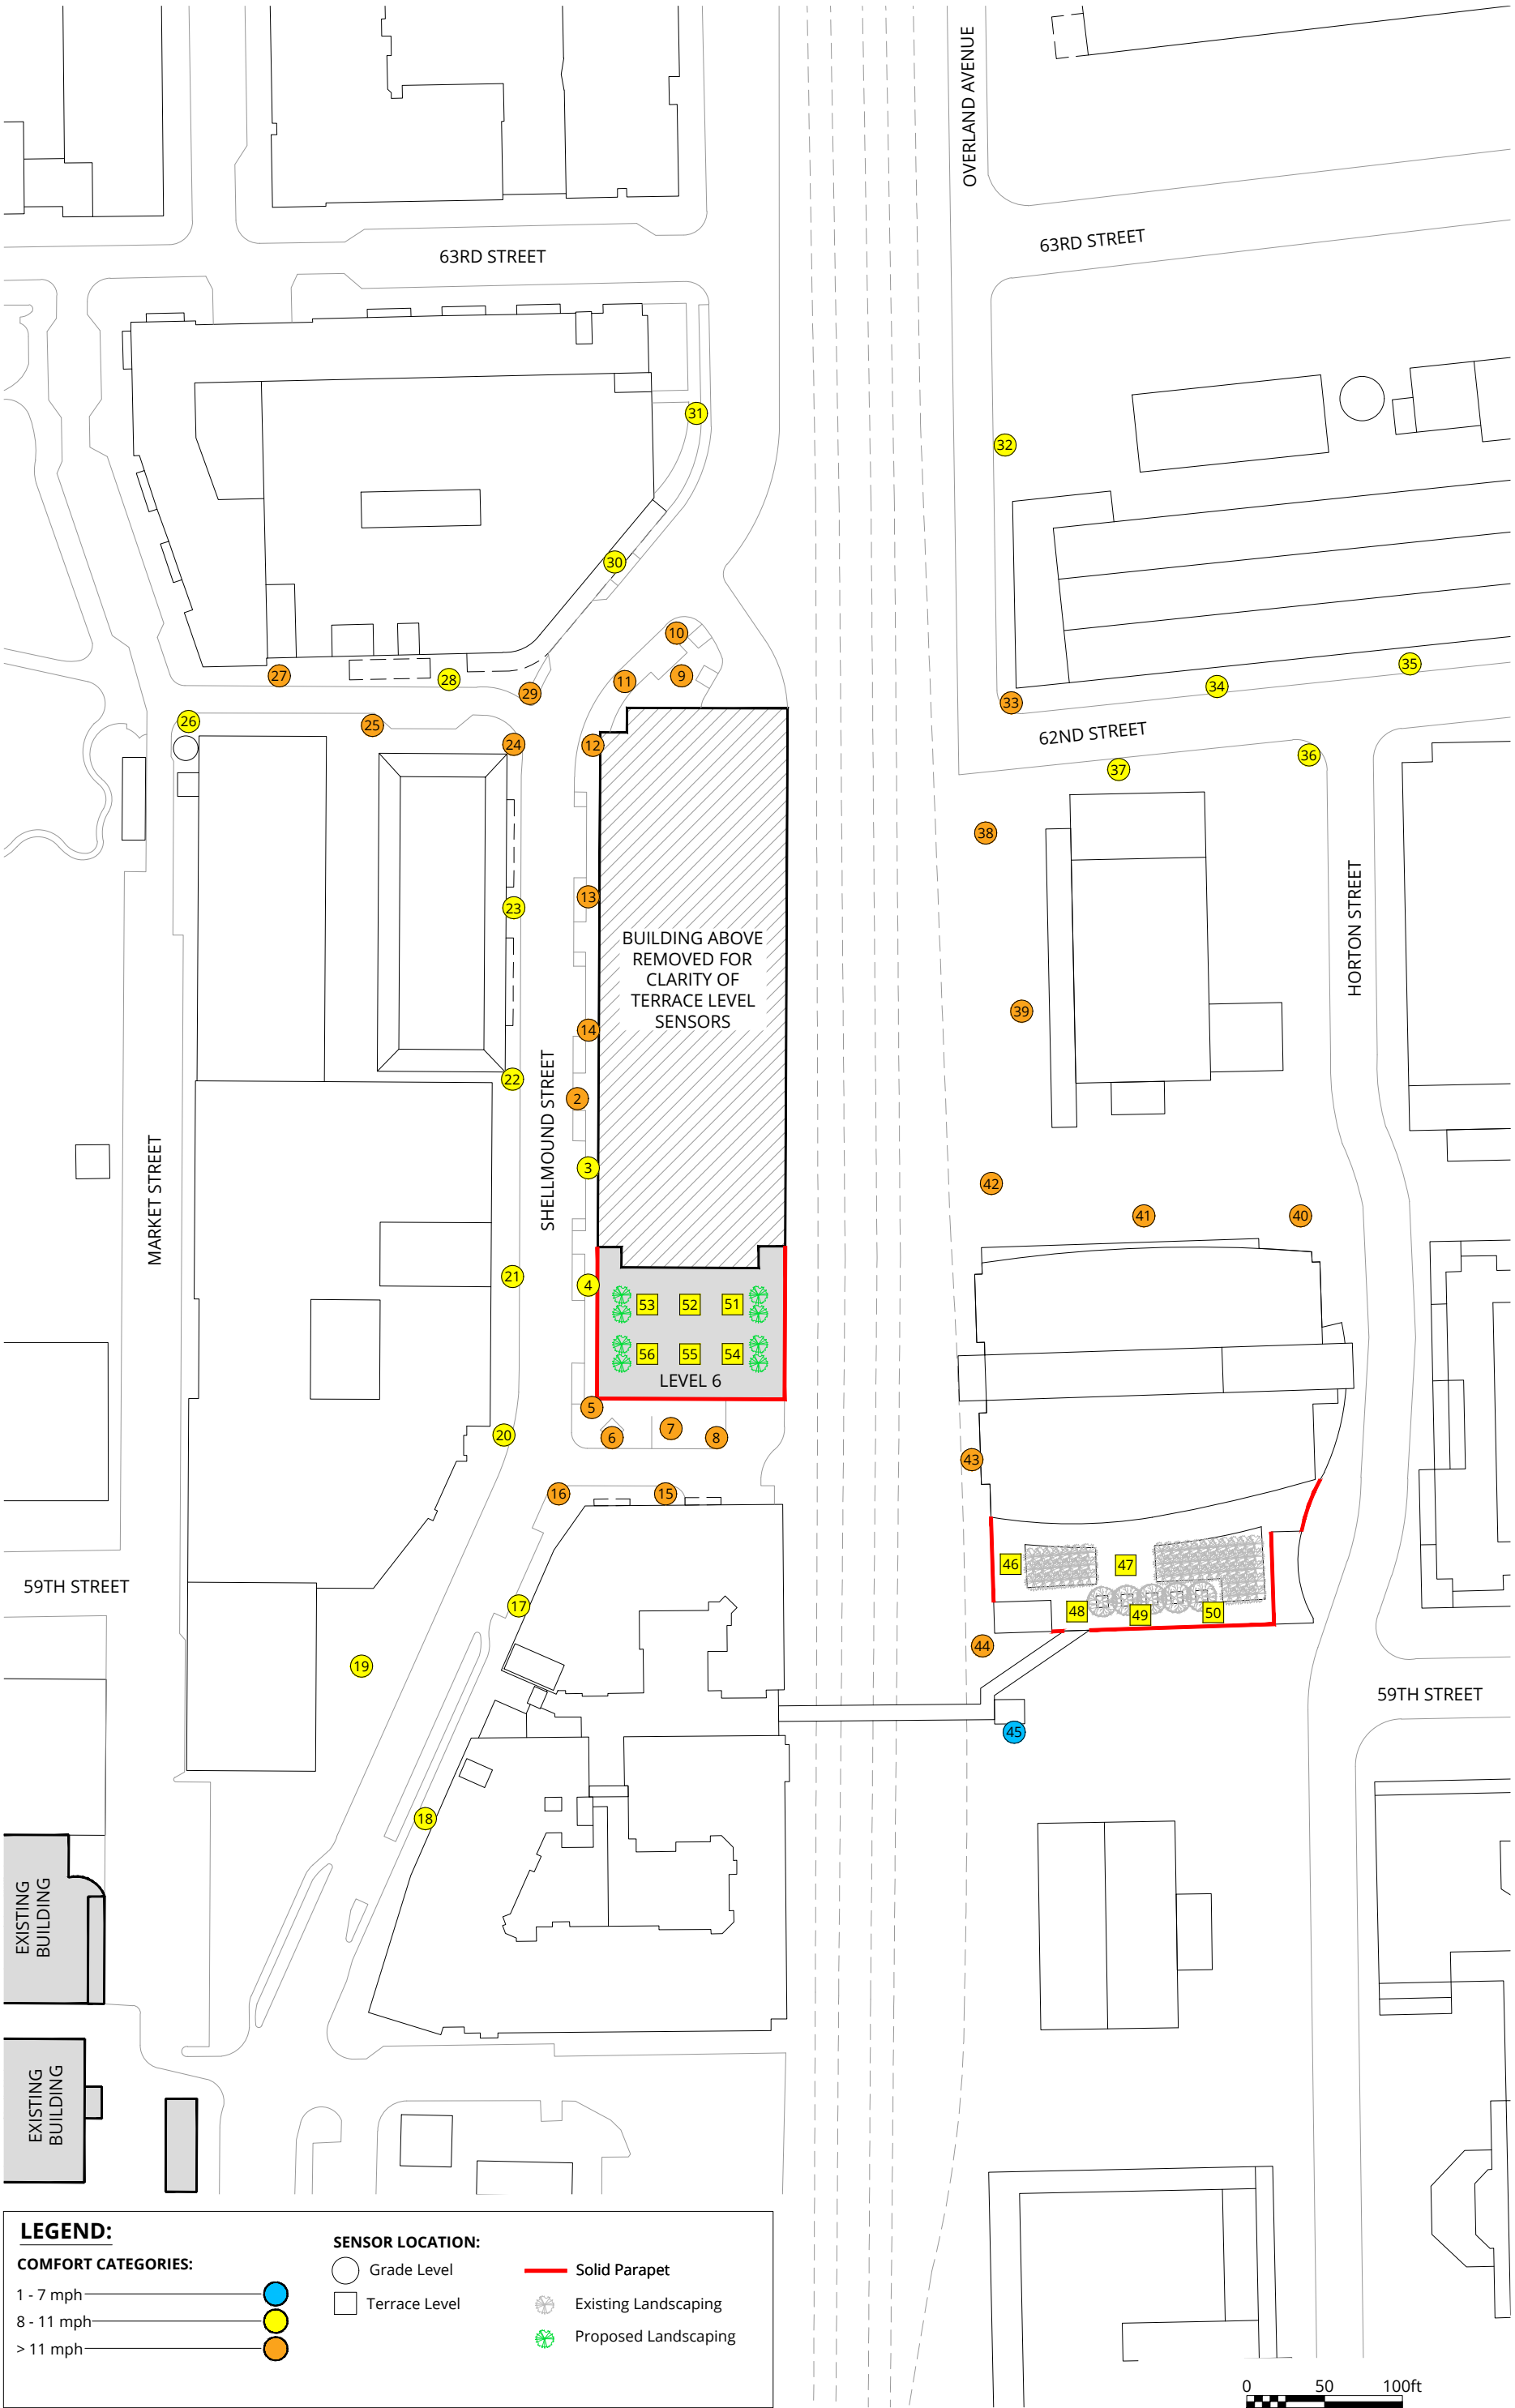 OVERLAND AVENUE
63RD STREET
63RD STREET
31
32
30
10
11
9
27
28
29
35
34
33
26
25
24
12
62ND STREET
36
37
38
13
23
BUILDING ABOVE
REMOVED FOR
CLARITY OF
TERRACE LEVEL
SENSORS
HORTON STREET
39
14
22
2
SHELLMOUND STREET
MARKET STREET
3
42
41
40
21
4
53
52
51
56
55
54
LEVEL 6
5
6
7
8
20
43
16
15
46
47
59TH STREET
17
48
49
50
44
19
59TH STREET
45
18
EXISTING
BUILDING
EXISTING
BUILDING
LEGEND:
COMFORT CATEGORIES:
1 - 7 mph
8 - 11 mph
> 11 mph
SENSOR LOCATION:
Grade Level
Terrace Level
Solid Parapet
Existing Landscaping
Proposed Landscaping
0 50 100ft